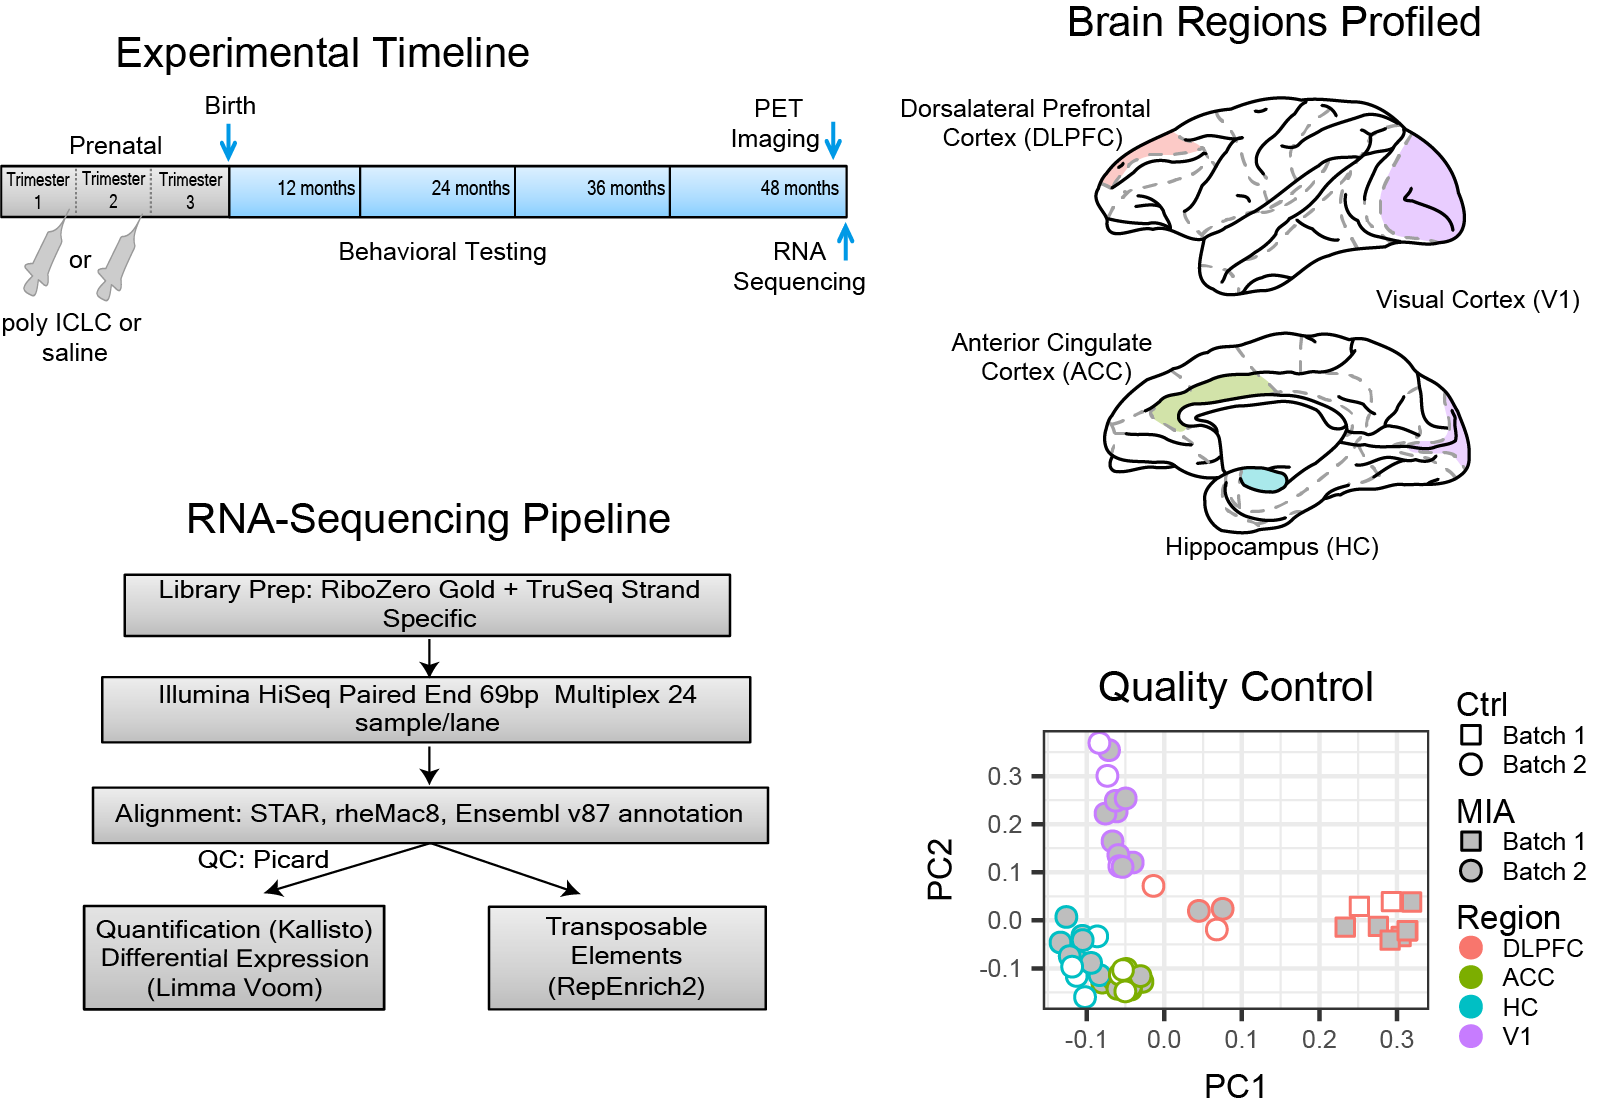 Experimental Timeline
Birth
Prenatal
PET
Imaging
Trimester
1
Trimester
2
Trimester
3
12 months
24 months
36 months
48 months
or
Behavioral Testing
RNA
Sequencing
poly ICLC or
saline
Brain Regions Profiled
Dorsalateral Prefrontal
Cortex (DLPFC)
Visual Cortex (V1)
Anterior Cingulate
Cortex (ACC)
Hippocampus (HC)
RNA-Sequencing Pipeline
Library Prep: RiboZero Gold + TruSeq Strand
Specific
Illumina HiSeq Paired End 69bp  Multiplex 24
sample/lane
Alignment: STAR, rheMac8, Ensembl v87 annotation
QC: Picard
Quantification (Kallisto)
Differential Expression
(Limma Voom)
Transposable
Elements
(RepEnrich2)
Quality Control
PC2
0.3
0.2
0.1
0.0
-0.1
-0.1 0.0 0.1 0.2 0.3
PC1
Ctrl
Batch 1
Batch 2
MIA
Batch 1
Batch 2
Region
DLPFC
ACC
HC
V1